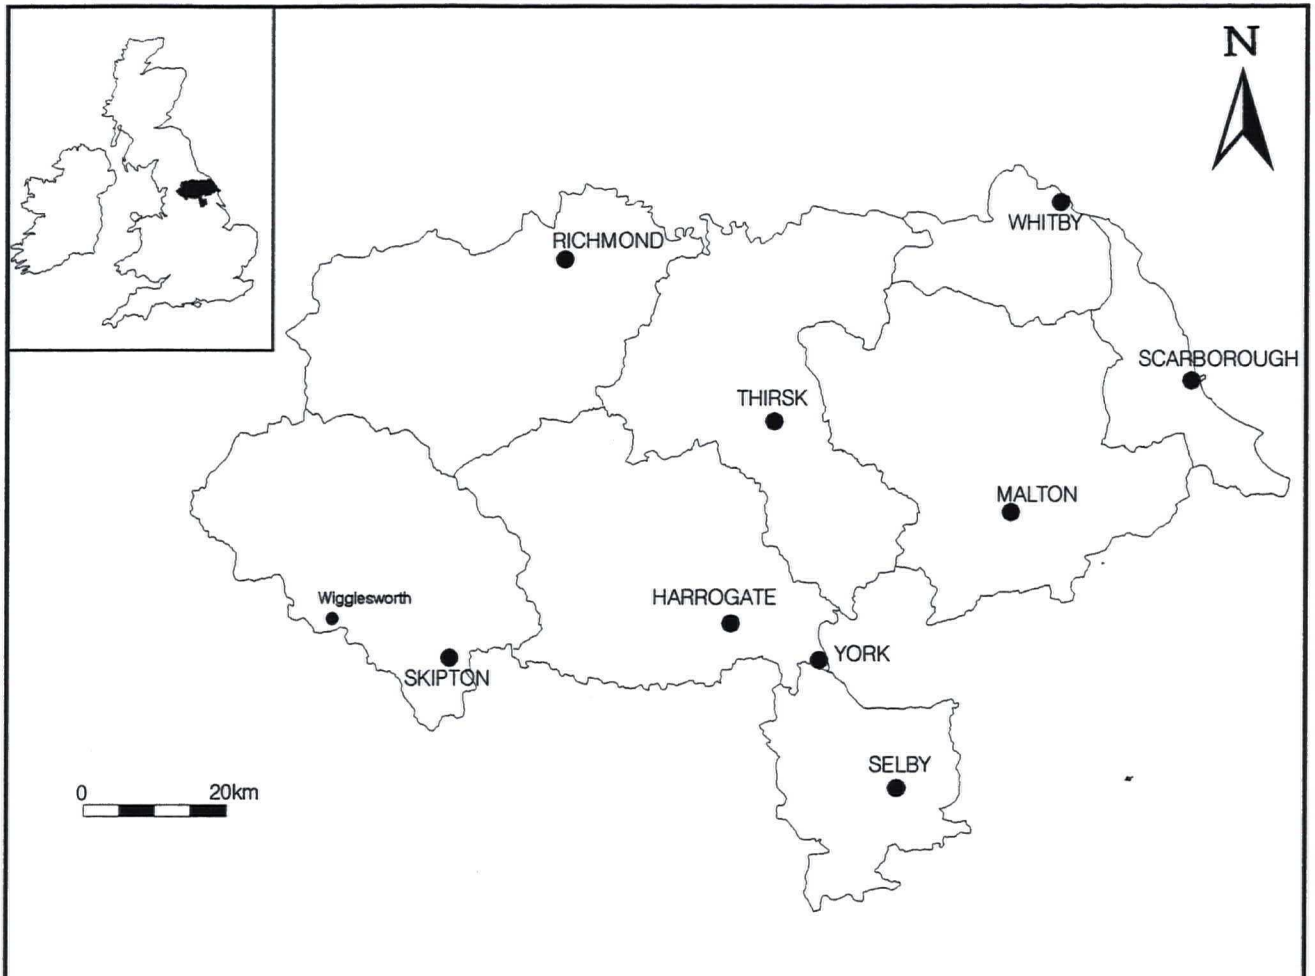 N
WHITBY
RICHMOND
SCARBOROUGH
THIRSK
MALTON
Wigglesworth
HARROGATE
YORK
SKIPTON
SELBY
0 20km